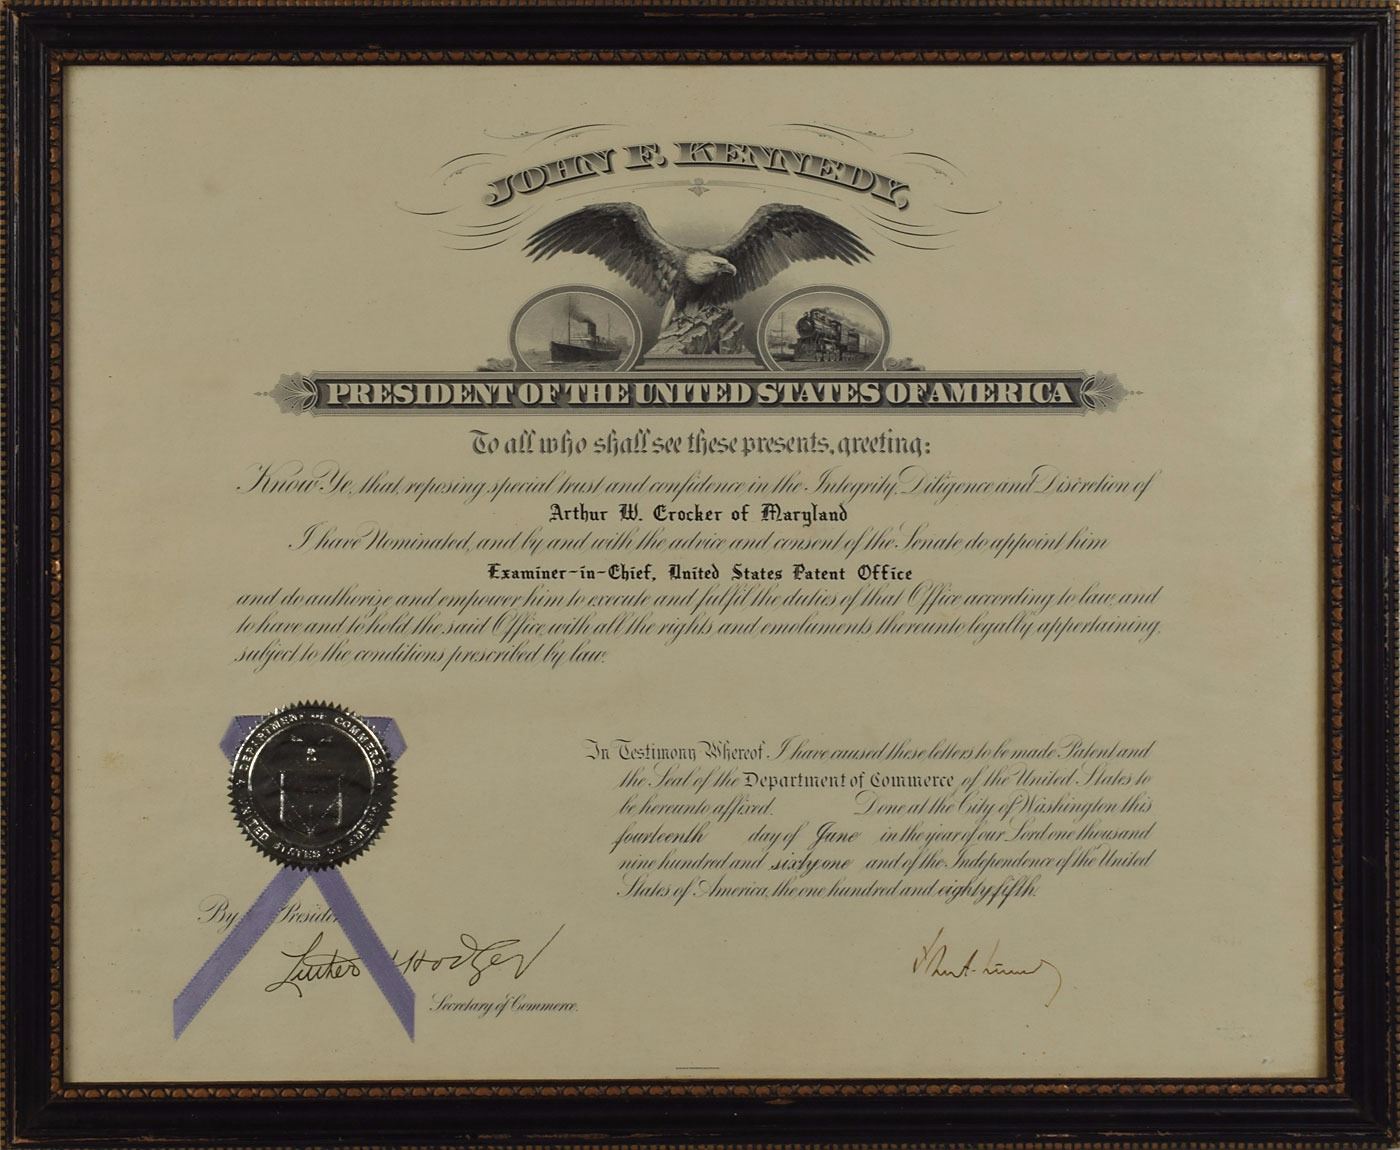 JOHN F. KENNEDY,
PRESIDENT OF THE UNITED STATES OF AMERICA
To all who shall see these presents, greeting:
Know Ye, that, reposing special trust and confidence in the Integrity, Diligence and Discretion of
Arthur W. Crocker of Maryland
I have Nominated, and by and with the advice and consent of the Senate, do appoint him
Examiner-in-Chief, United States Patent Office
and do authorize and empower him to execute and fulfil the duties of that Office according to law, and
to have and to hold the said Office, with all the rights and emoluments thereunto legally appertaining,
subject to the conditions prescribed by law.
DEPARTMENT OF COMMERCE
UNITED STATES OF AMERICA
In Testimony Whereof, I have caused these letters to be made Patent and
the Seal of the Department of Commerce of the United States to
be hereunto affixed. Done at the City of Washington this
fourteenth day of June in the year of our Lord one thousand
nine hundred and sixty one and of the Independence of the United
States of America, the one hundred and eighty fifth.
By President
Luther H Hodges
Secretary of Commerce.